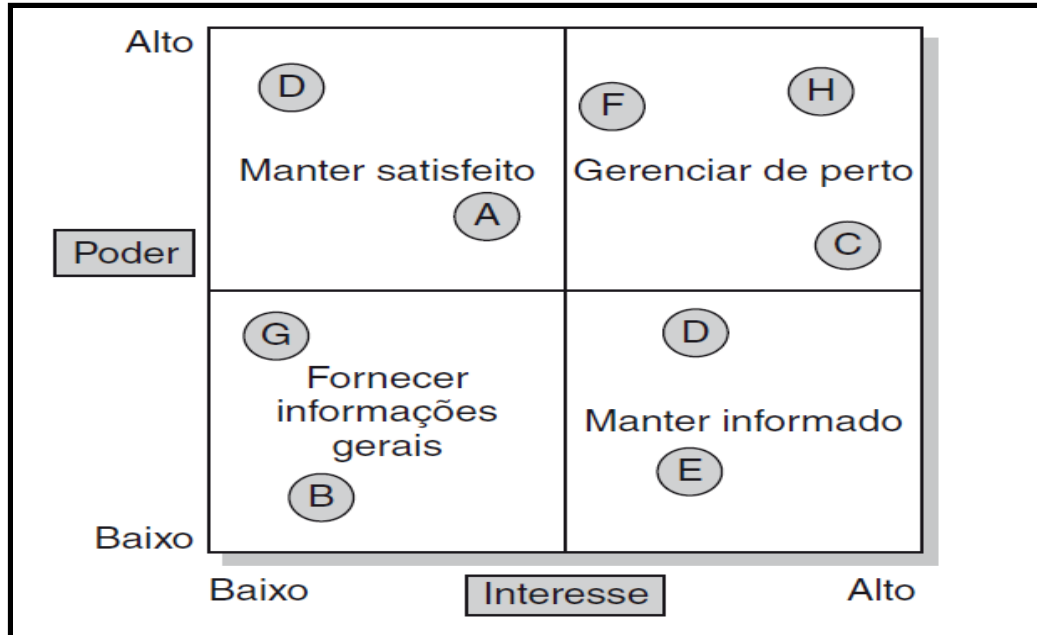 Alto
D
F
H
Manter satisfeito
Gerenciar de perto
A
C
Poder
G
D
Fornecer
informações
gerais
Manter informado
E
B
Baixo
Baixo
Interesse
Alto